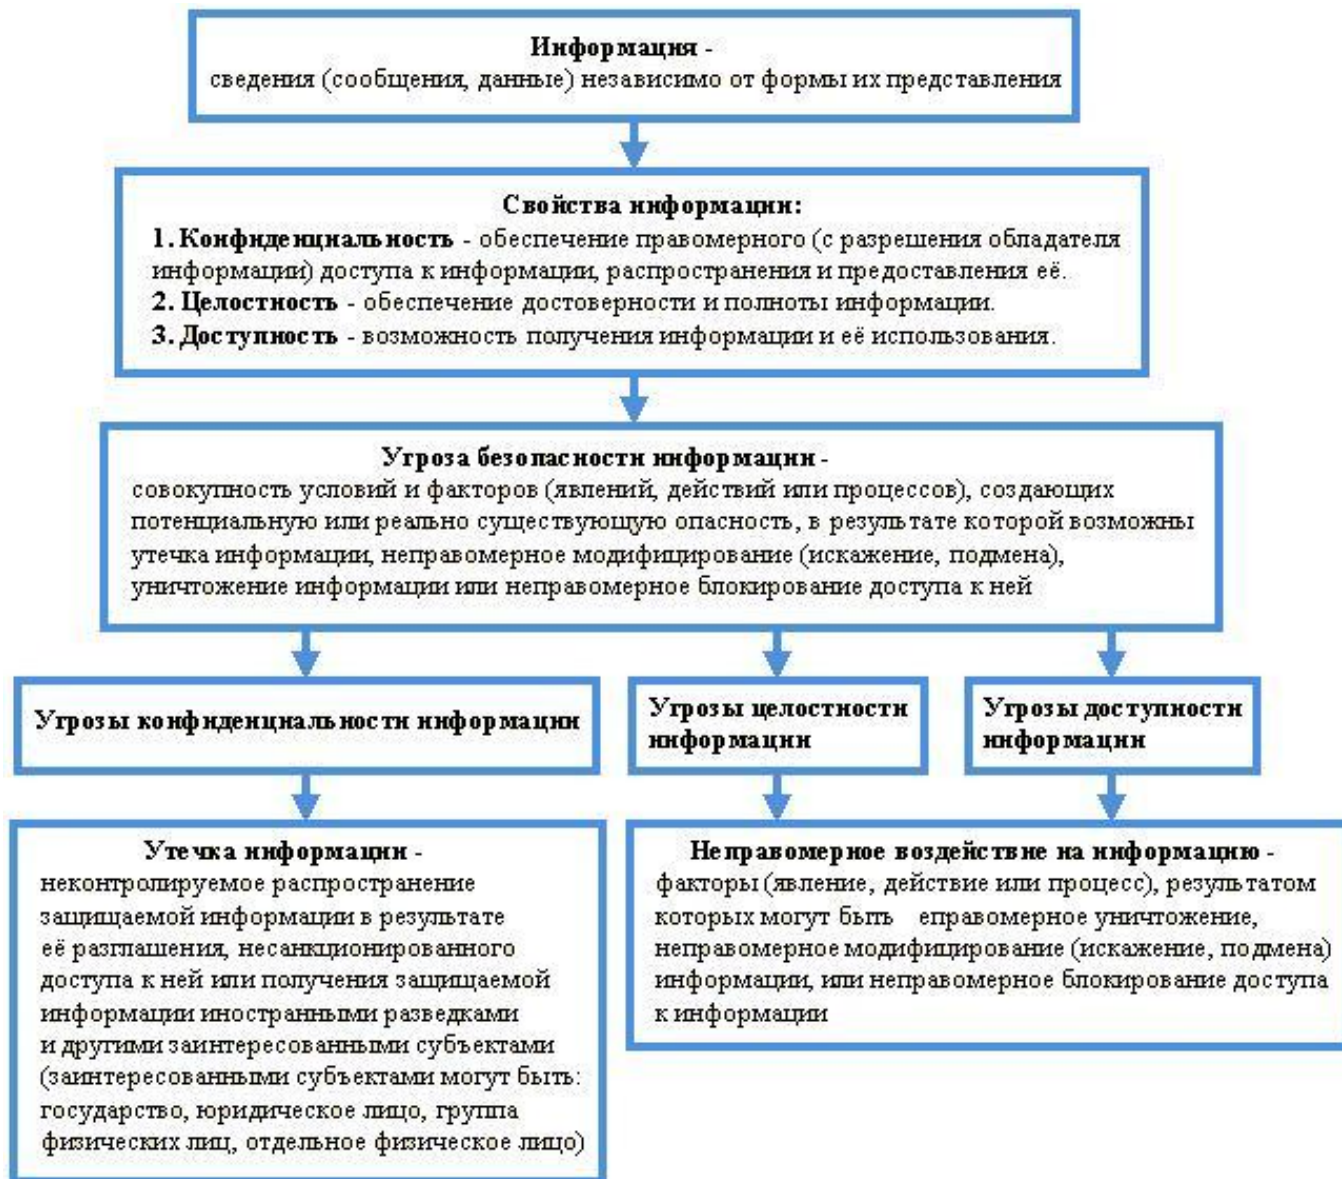 Информация -
сведения (сообщения, данные) независимо от формы их представления
Свойства информации:
1. Конфиденциальность - обеспечение правомерного (с разрешения обладателя
информации) доступа к информации, распространения и предоставления её.
2. Целостность - обеспечение достоверности и полноты информации.
3. Доступность - возможность получения информации и её использования.
Угроза безопасности информации -
совокупность условий и факторов (явлений, действий или процессов), создающих
потенциальную или реально существующую опасность, в результате которой возможны
утечка информации, неправомерное модифицирование (искажение, подмена),
уничтожение информации или неправомерное блокирование доступа к ней
Угрозы конфиденциальности информации
Угрозы целостности
информации
Угрозы доступности
информации
Утечка информации -
неконтролируемое распространение
защищаемой информации в результате
её разглашения, несанкционированного
доступа к ней или получения защищаемой
информации иностранными разведками
и другими заинтересованными субъектами
(заинтересованными субъектами могут быть:
государство, юридическое лицо, группа
физических лиц, отдельное физическое лицо)
Неправомерное воздействие на информацию -
факторы (явление, действие или процесс), результатом
которых могут быть еправомерное уничтожение,
неправомерное модифицирование (искажение, подмена)
информации, или неправомерное блокирование доступа
к информации